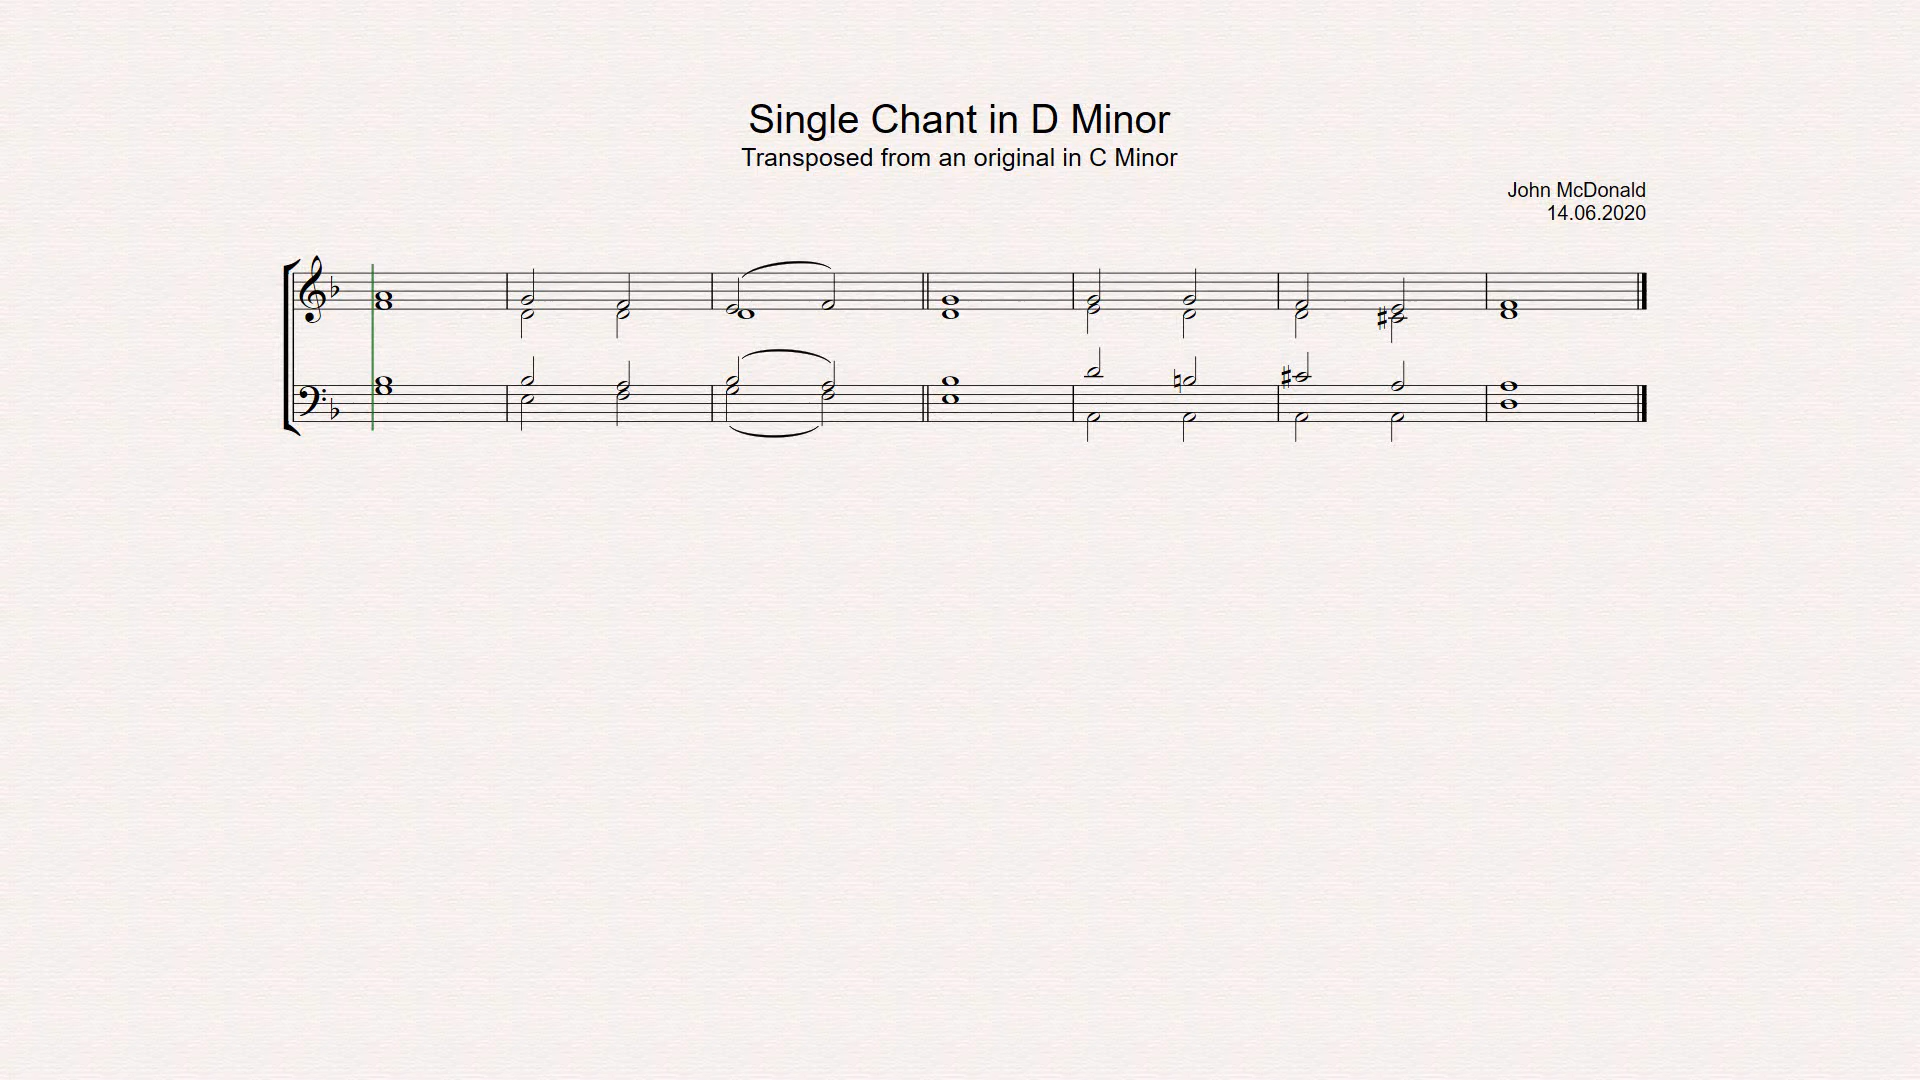 Single Chant in D Minor
Transposed from an original in C Minor
John McDonald
14.06.2020